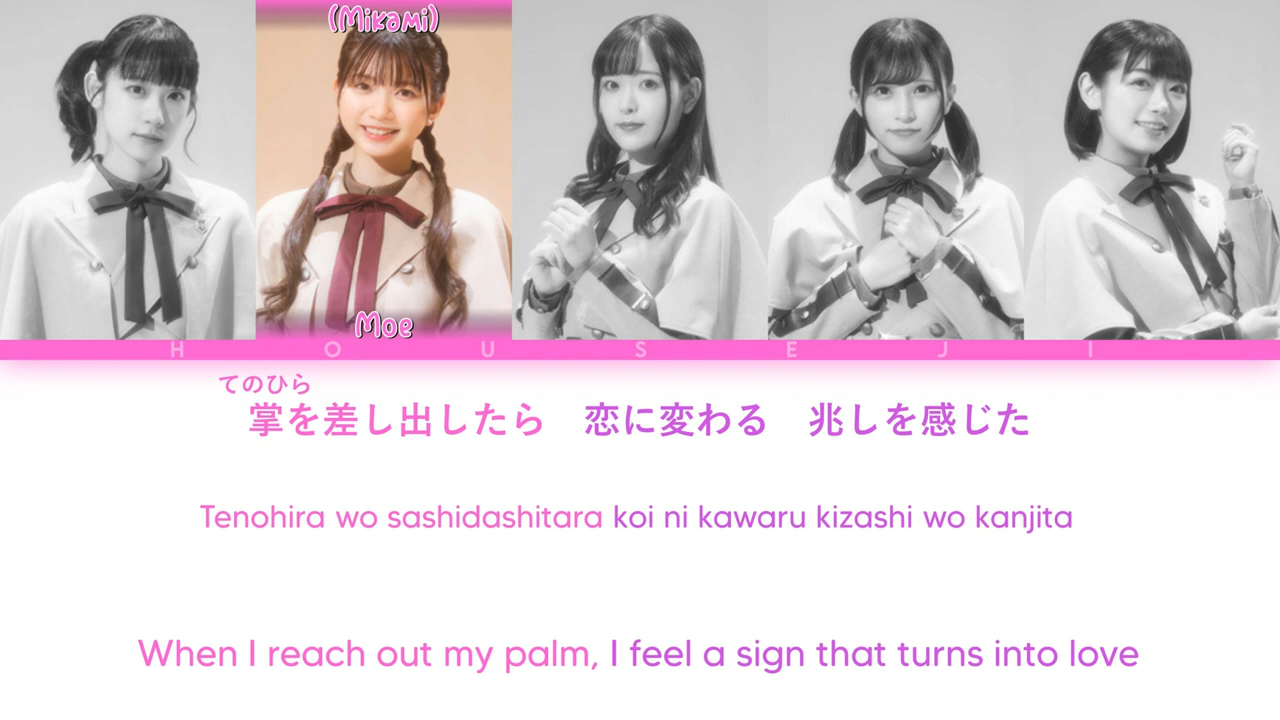 (Mikami)
Moe
HOUSEJI
てのひら
掌を差し出したら　恋に変わる　兆しを感じた
Tenohira wo sashidashitara koi ni kawaru kizashi wo kanjita
When I reach out my palm, I feel a sign that turns into love